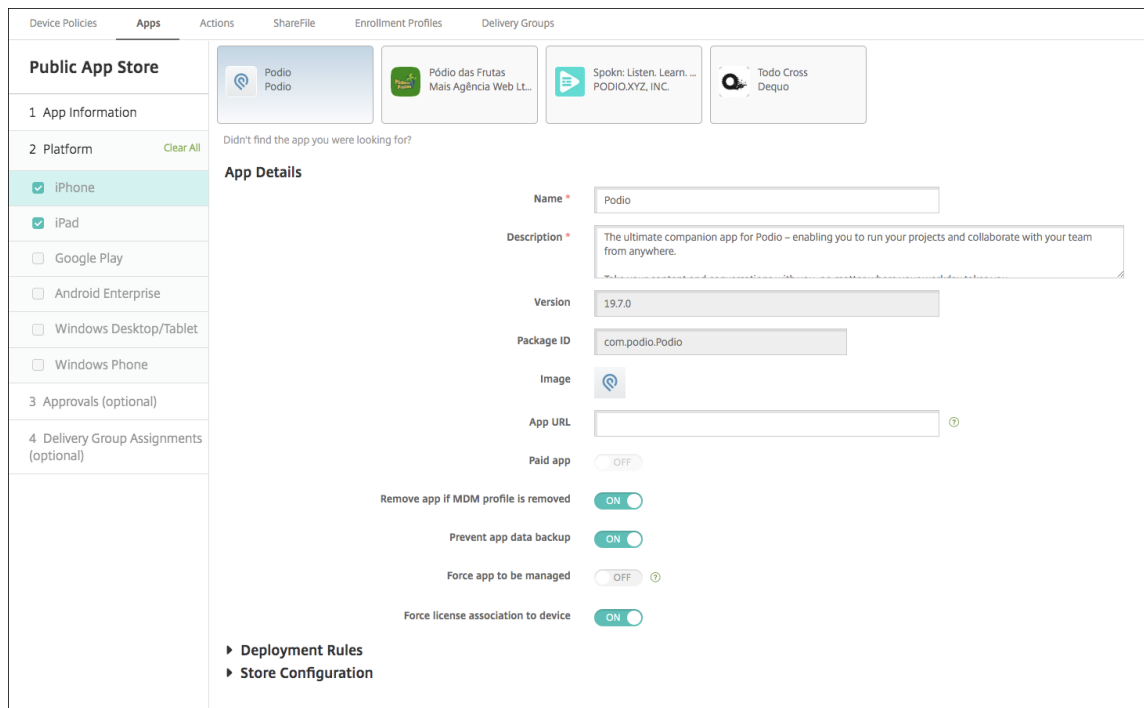 Device Policies
Apps
Actions
ShareFile
Enrollment Profiles
Delivery Groups
Public App Store
1 App Information
2 Platform
Clear All
iPhone
iPad
Google Play
Android Enterprise
Windows Desktop/Tablet
Windows Phone
3 Approvals (optional)
4 Delivery Group Assignments
(optional)
Podio
Podio
Pódio das Frutas
Mais Agência Web Lt...
Spokn: Listen. Learn. ...
PODIO.XYZ, INC.
Todo Cross
Dequo
Didn't find the app you were looking for?
App Details
Name *
Podio
Description *
The ultimate companion app for Podio – enabling you to run your projects and collaborate with your team
from anywhere.
Version
19.7.0
Package ID
com.podio.Podio
Image
App URL
Paid app
OFF
Remove app if MDM profile is removed
ON
Prevent app data backup
ON
Force app to be managed
OFF
Force license association to device
ON
Deployment Rules
Store Configuration